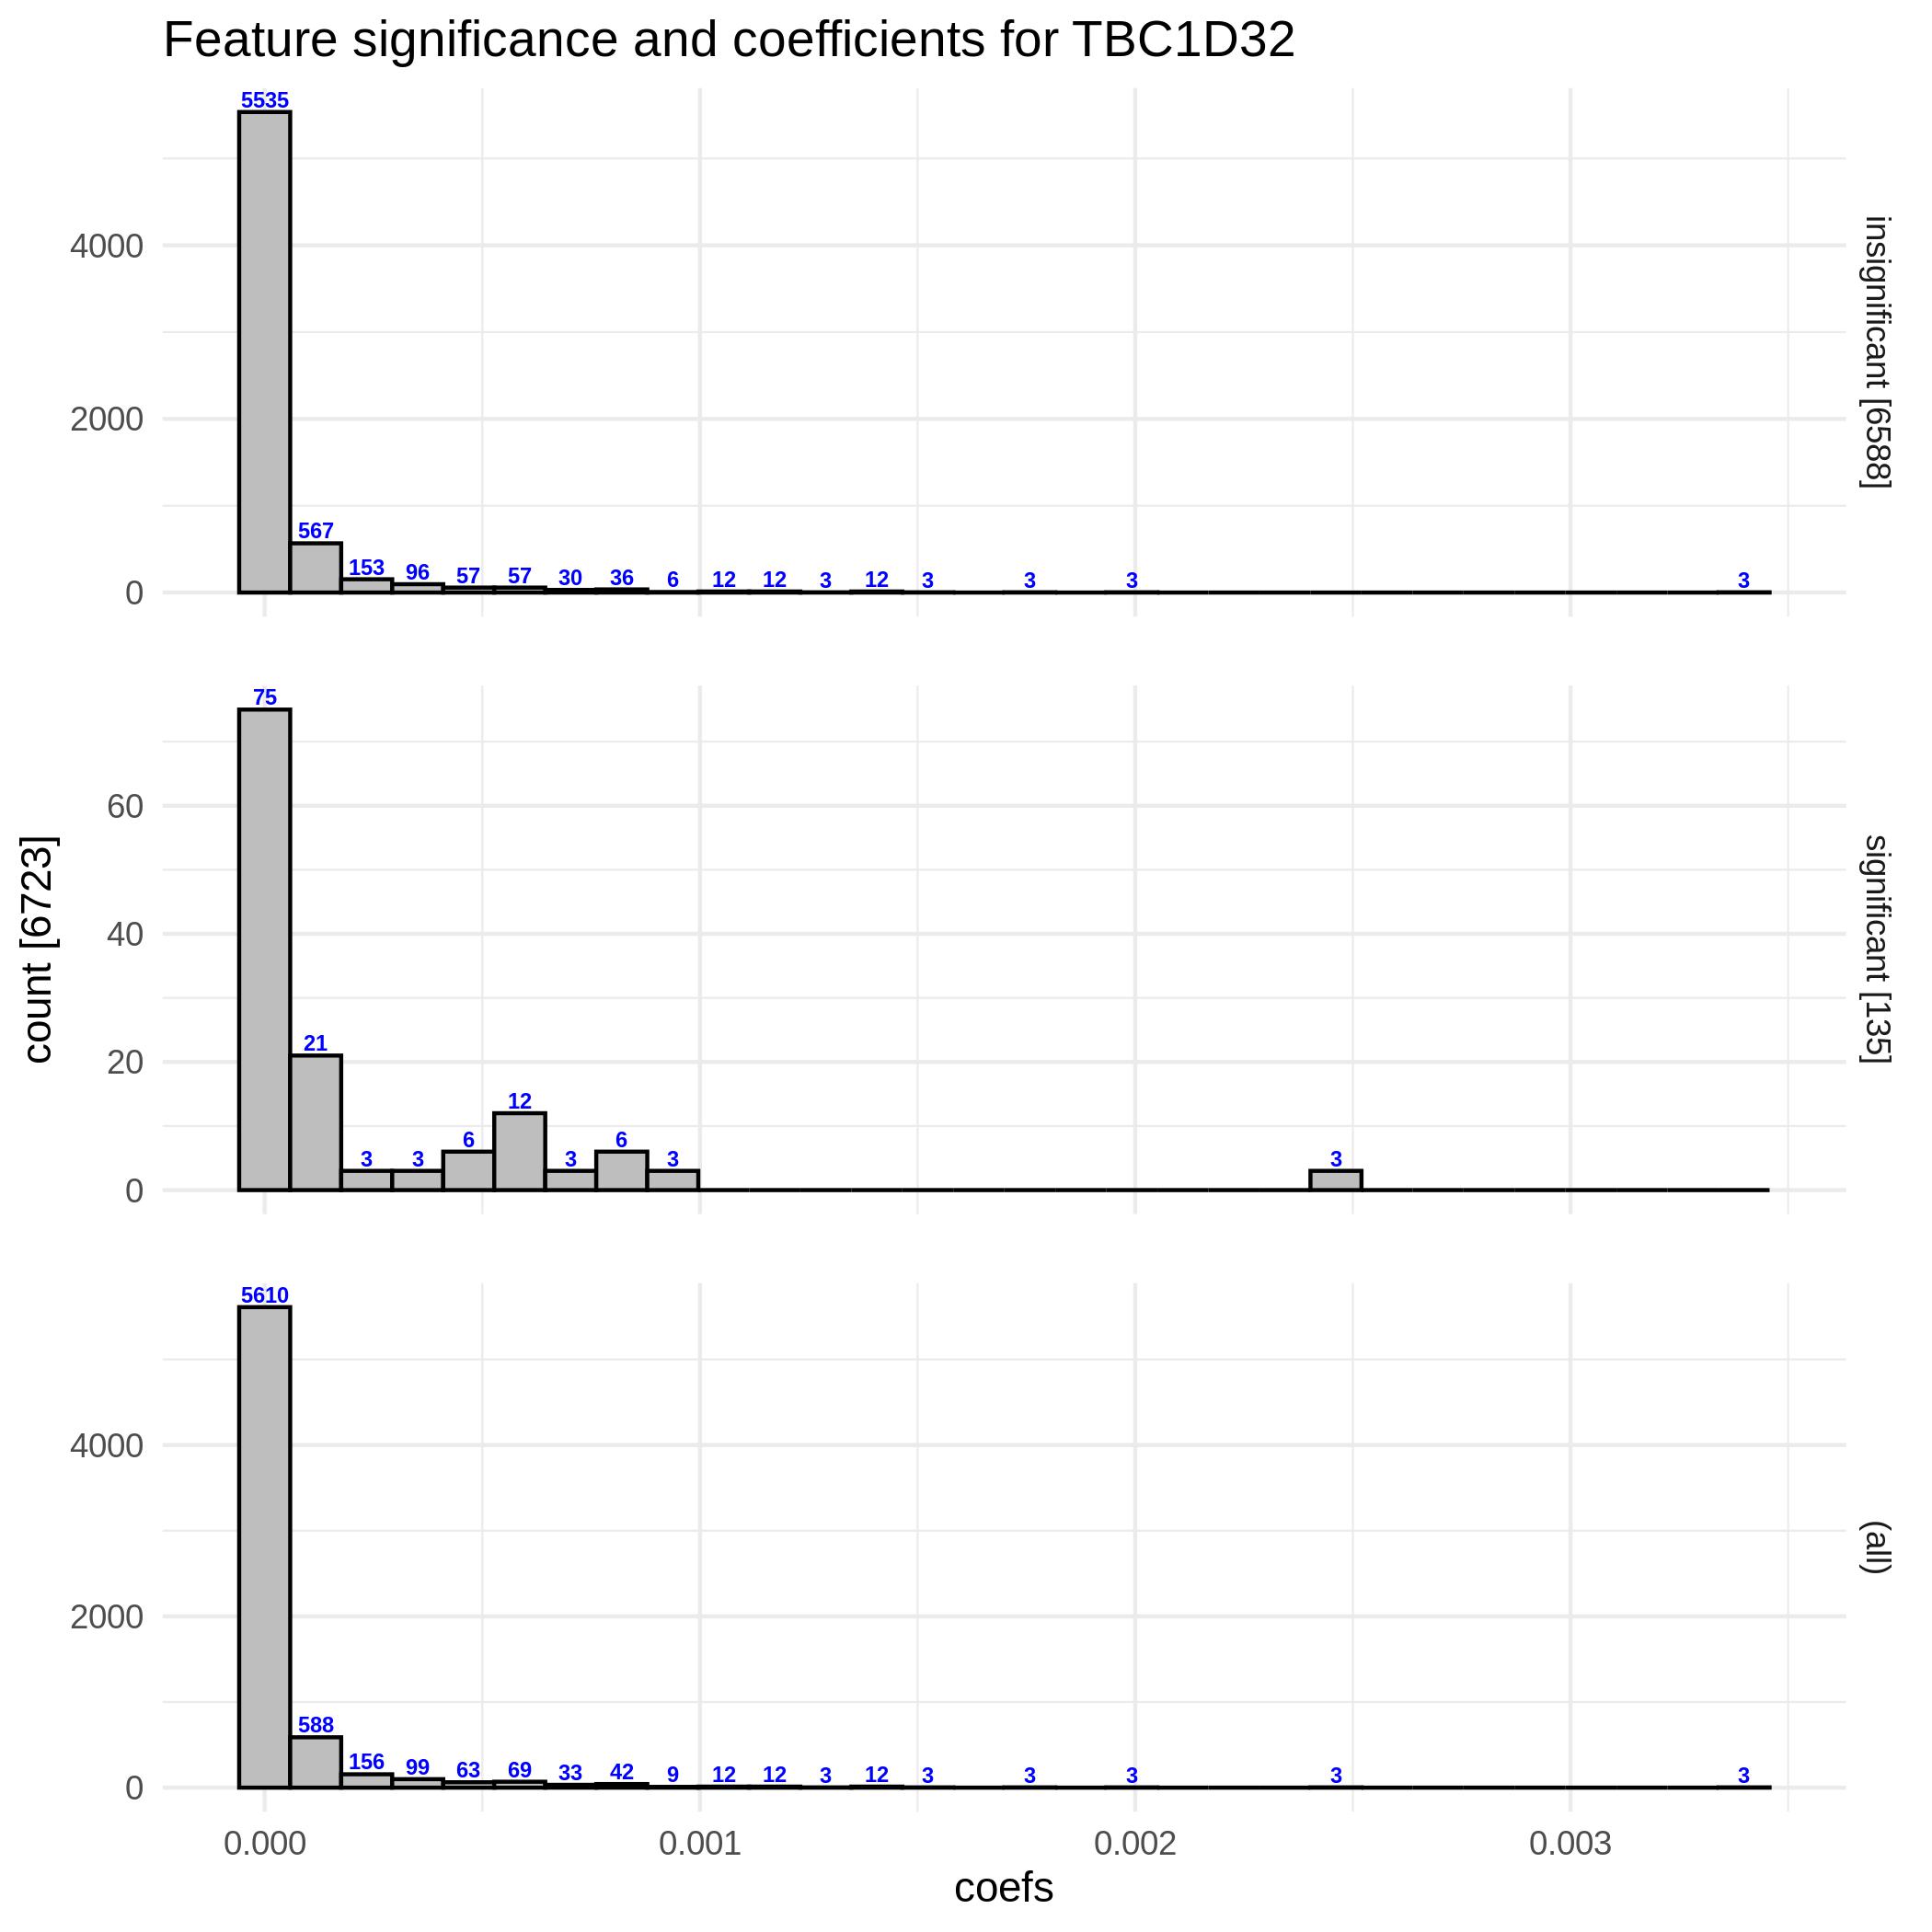 Feature significance and coefficients for TBC1D32
5535
567
153 96 57 57 30 36 6 12 12 3 12 3 3 3 3
4000
2000
0
insignificant [6588]
75
21
3 3 6 12 3 6 3 3
60
40
20
0
significant [135]
count [6723]
5610
588
156 99 63 69 33 42 9 12 12 3 12 3 3 3 3 3
4000
2000
0
(all)
0.000 0.001 0.002 0.003
coefs